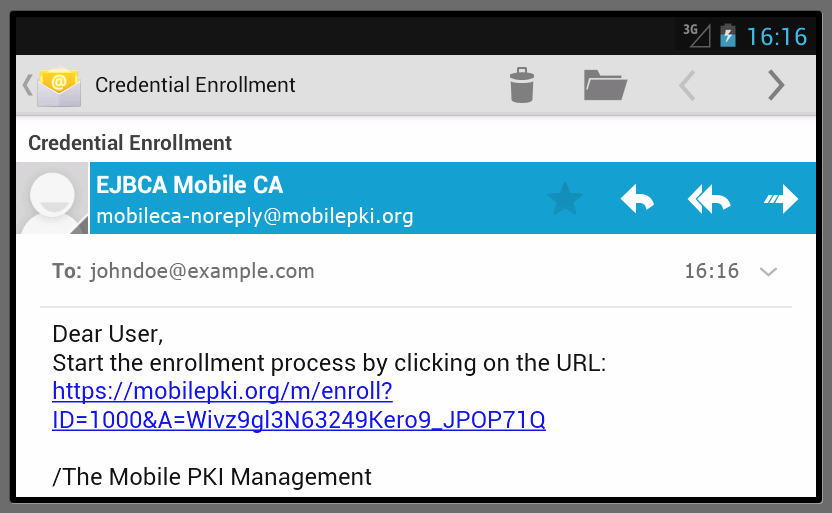 3G 16:16
Credential Enrollment
Credential Enrollment
EJBCA Mobile CA
mobileca-noreply@mobilepki.org
To: johndoe@example.com 16:16
Dear User,
Start the enrollment process by clicking on the URL:
https://mobilepki.org/m/enroll?
ID=1000&A=Wivz9gl3N63249Kero9_JPOP71Q
/The Mobile PKI Management